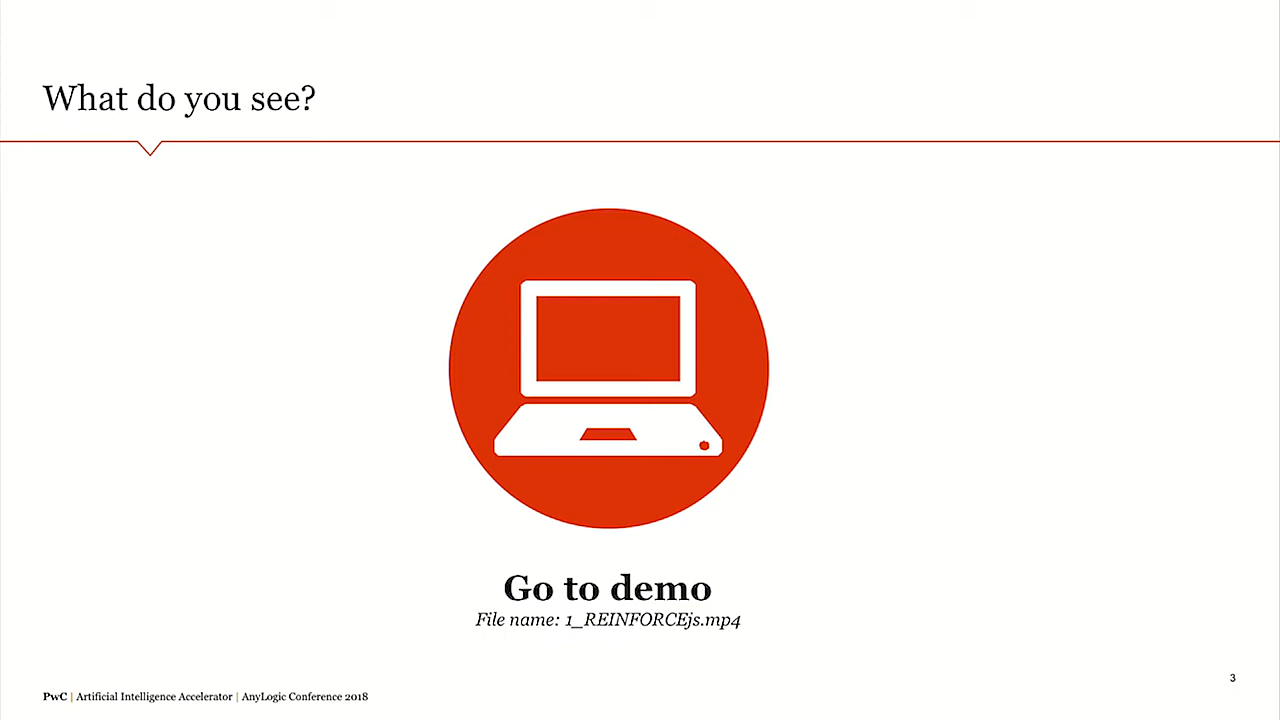 What do you see?
Go to demo
File name: 1_REINFORCEjs.mp4
3
PwC | Artificial Intelligence Accelerator | AnyLogic Conference 2018